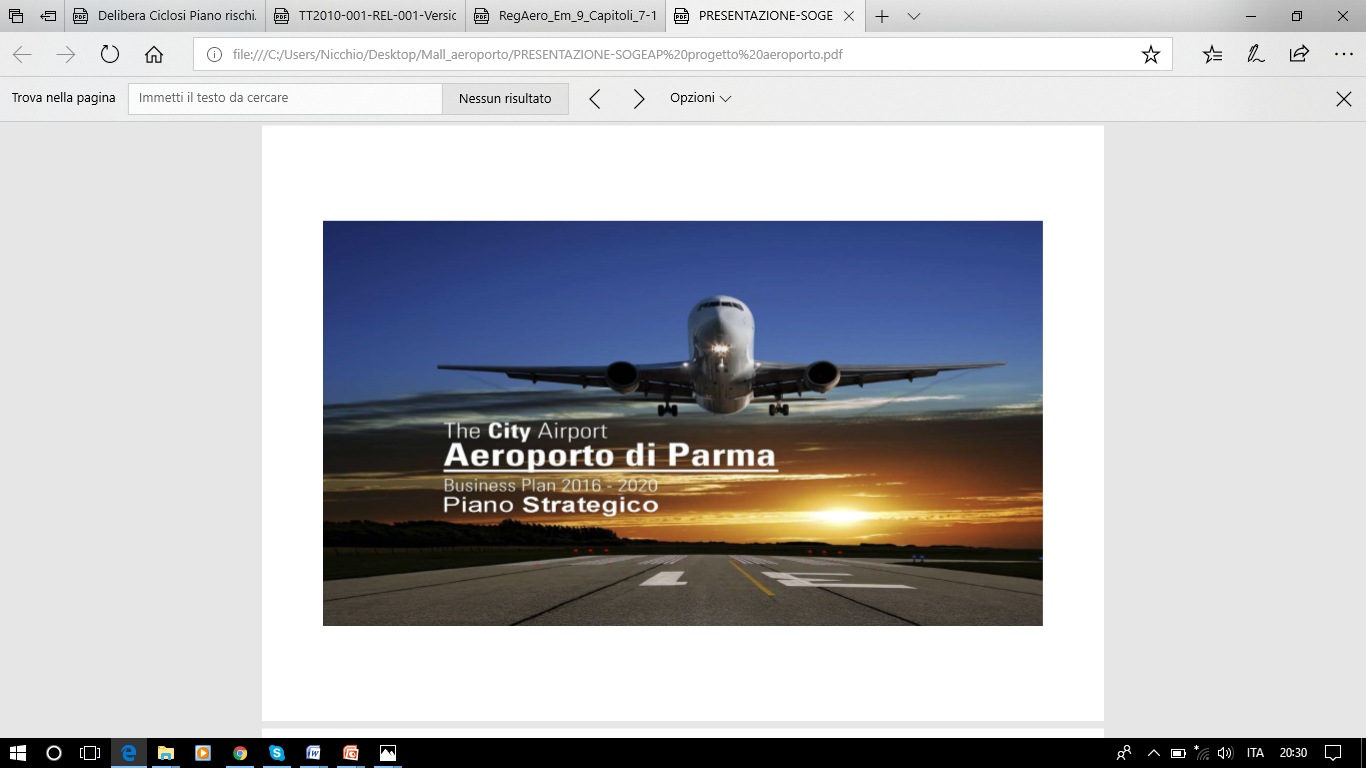 Delibera Ciclosi Piano rischi.
TT2010-001-REL-001-Versic
RegAero_Em_9_Capitoli_7-1
PRESENTAZIONE-SOGE
file:///C:/Users/Nicchio/Desktop/Mall_aeroporto/PRESENTAZIONE-SOGEAP%20progetto%20aeroporto.pdf
Trova nella pagina
Immetti il testo da cercare
Nessun risultato
Opzioni
The City Airport
Aeroporto di Parma
Business Plan 2016 - 2020
Piano Strategico
ITA
20:30